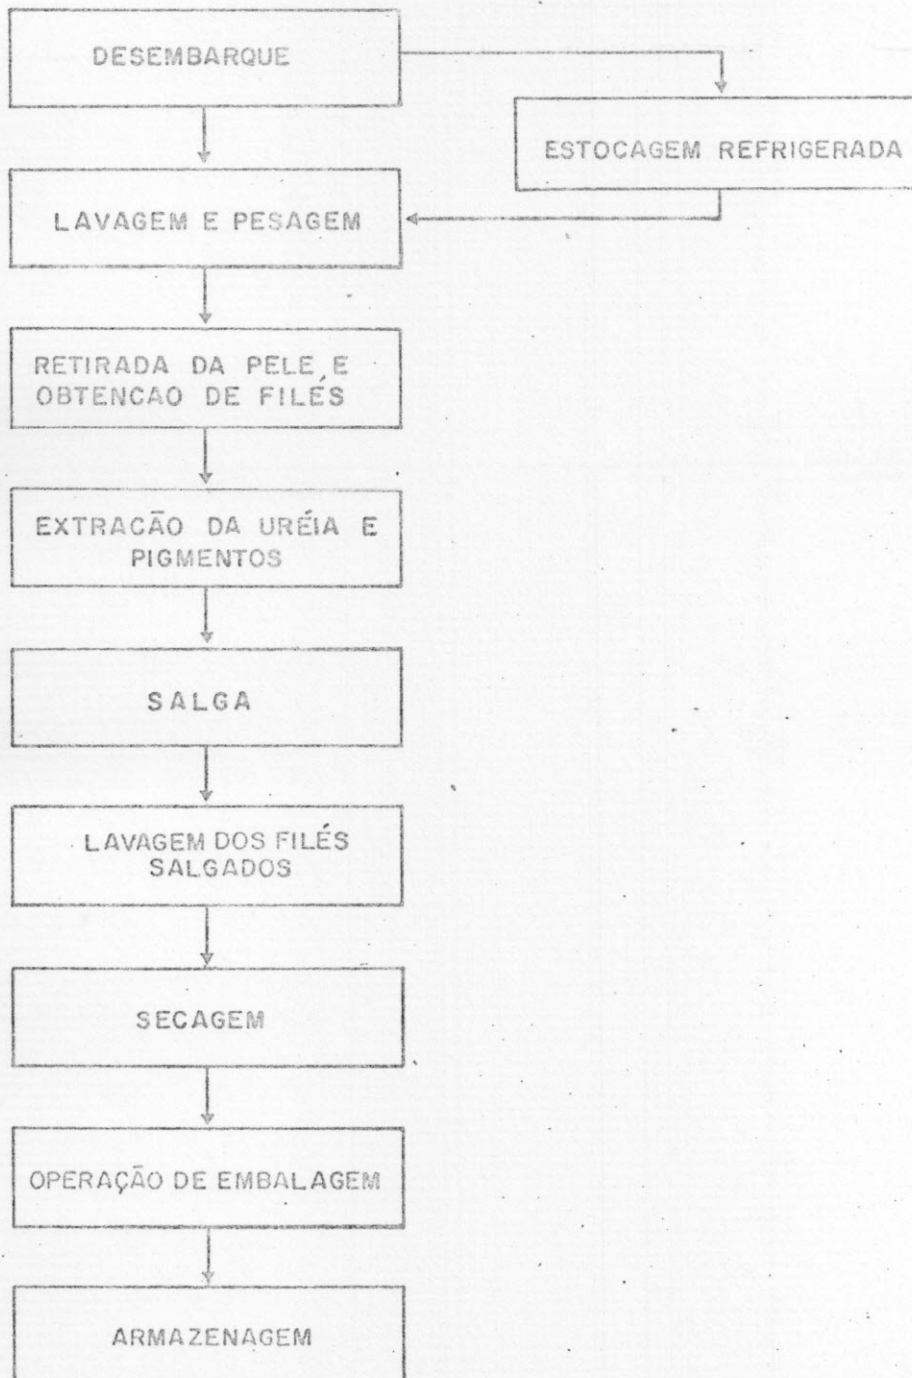 DESEMBARQUE
ESTOCAGEM REFRIGERADA
LAVAGEM E PESAGEM
RETIRADA DA PELE E
OBTENCAO DE FILÉS
EXTRACÃO DA URÉIA E
PIGMENTOS
SALGA
LAVAGEM DOS FILÉS
SALGADOS
SECAGEM
OPERAÇÃO DE EMBALAGEM
ARMAZENAGEM